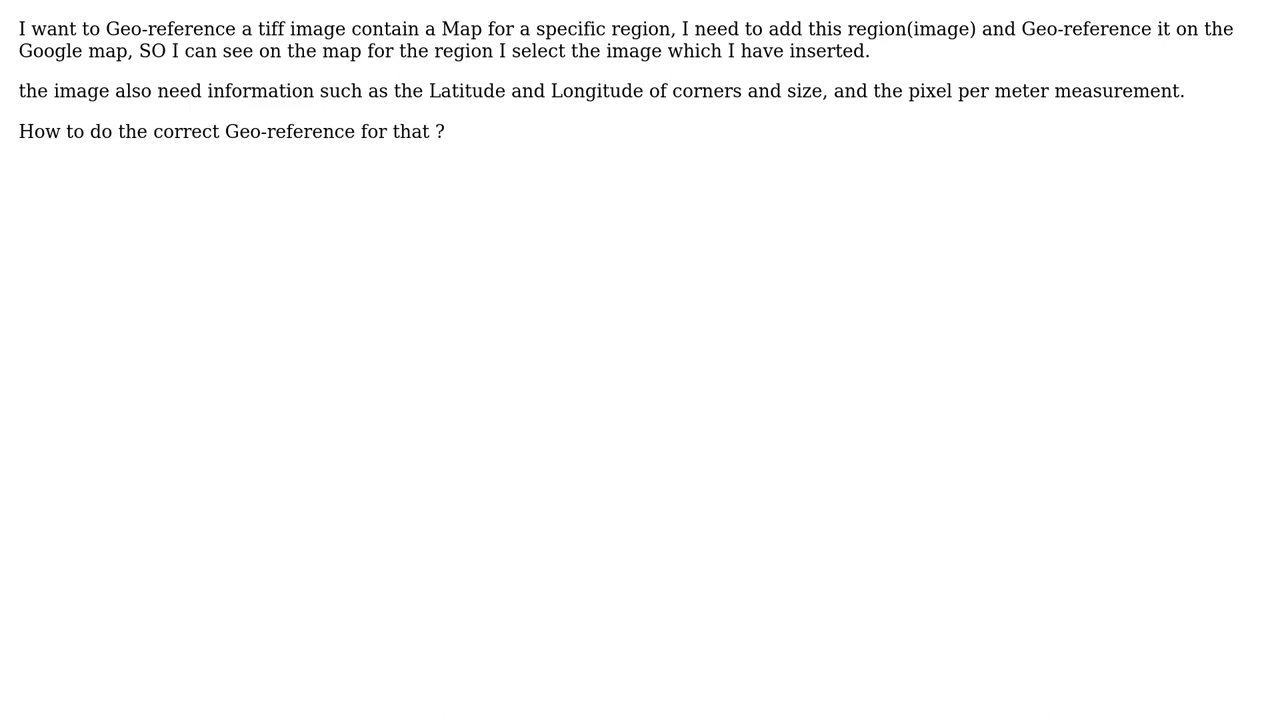 I want to Geo-reference a tiff image contain a Map for a specific region, I need to add this region(image) and Geo-reference it on the
Google map, SO I can see on the map for the region I select the image which I have inserted.
the image also need information such as the Latitude and Longitude of corners and size, and the pixel per meter measurement.
How to do the correct Geo-reference for that ?